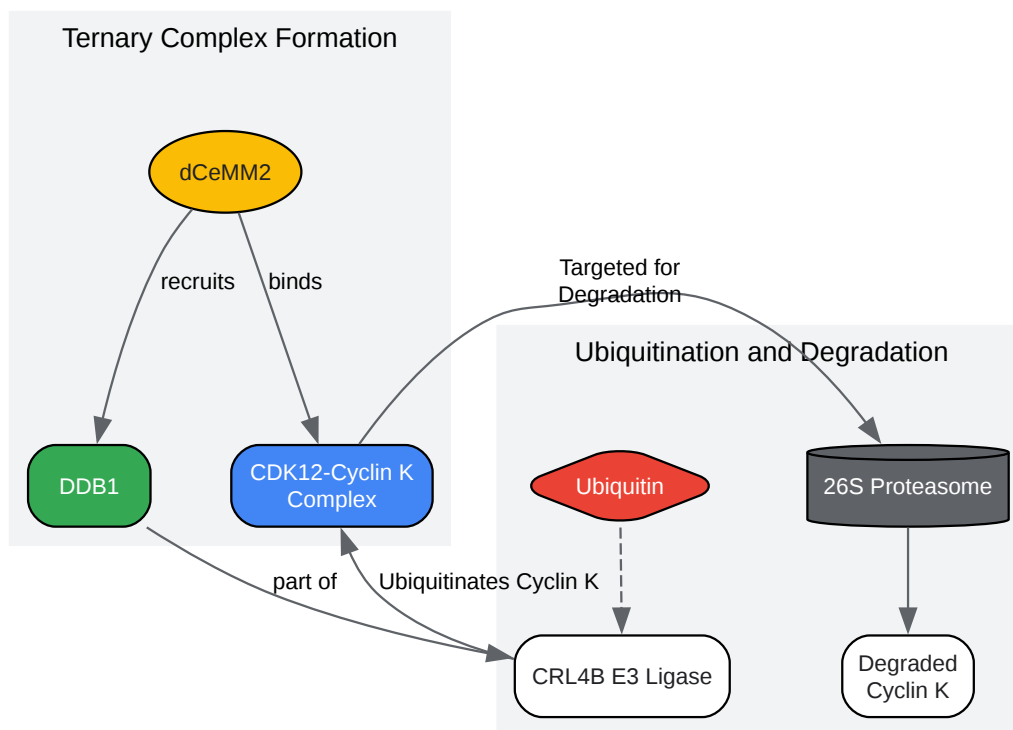 Ternary Complex Formation
dCeMM2
recruits
binds
Targeted for
Degradation
Ubiquitination and Degradation
DDB1
CDK12-Cyclin K
Complex
Ubiquitin
26S Proteasome
part of
Ubiquitinates Cyclin K
CRL4B E3 Ligase
Degraded
Cyclin K